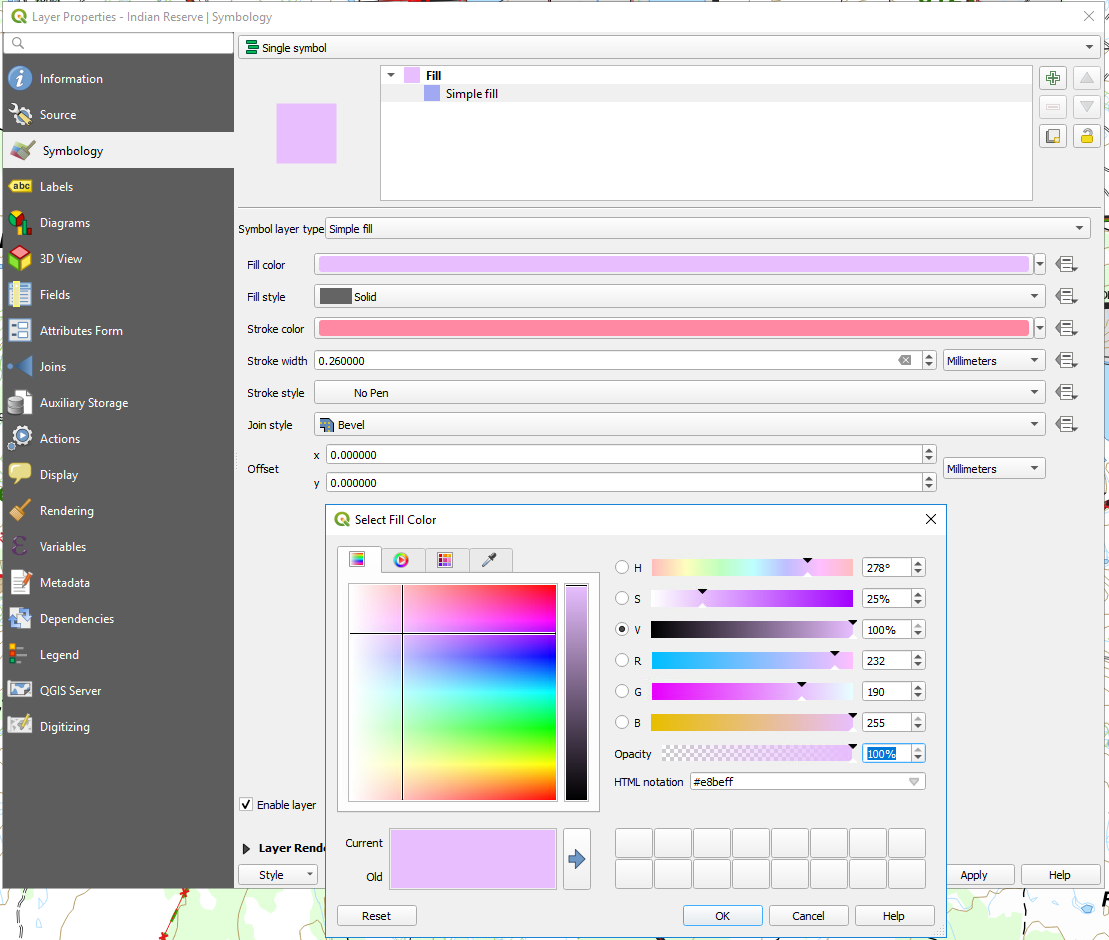 Layer Properties - Indian Reserve | Symbology
Information
Source
Symbology
abc Labels
Diagrams
3D View
Fields
Attributes Form
Joins
Auxiliary Storage
Actions
Display
Rendering
Variables
Metadata
Dependencies
Legend
QGIS Server
Digitizing
Single symbol
Fill
Simple fill
Symbol layer type Simple fill
Fill color
Fill style Solid
Stroke color
Stroke width 0.260000 Millimeters
Stroke style No Pen
Join style Bevel
Offset x 0.000000 Millimeters
y 0.000000
Enable layer
Layer Rende
Style
Apply Help
Select Fill Color
H 278°
S 25%
V 100%
R 232
G 190
B 255
Opacity 100%
HTML notation #e8beff
Current
Old
Reset OK Cancel Help